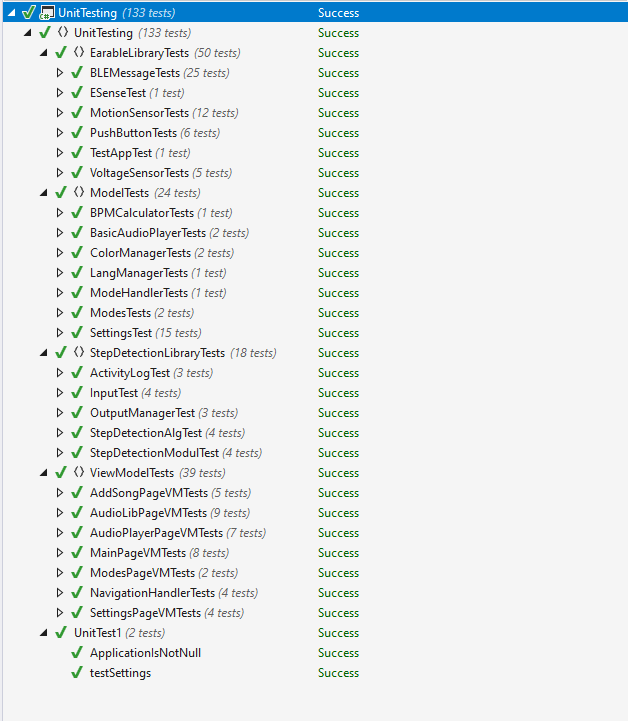 UnitTesting (133 tests) Success
UnitTesting (133 tests) Success
EarableLibraryTests (50 tests) Success
BLEMessageTests (25 tests) Success
ESenseTest (1 test) Success
MotionSensorTests (12 tests) Success
PushButtonTests (6 tests) Success
TestAppTest (1 test) Success
VoltageSensorTests (5 tests) Success
ModelTests (24 tests) Success
BPMCalculatorTests (1 test) Success
BasicAudioPlayerTests (2 tests) Success
ColorManagerTests (2 tests) Success
LangManagerTests (1 test) Success
ModeHandlerTests (1 test) Success
ModesTests (2 tests) Success
SettingsTest (15 tests) Success
StepDetectionLibraryTests (18 tests) Success
ActivityLogTest (3 tests) Success
InputTest (4 tests) Success
OutputManagerTest (3 tests) Success
StepDetectionAlgTest (4 tests) Success
StepDetectionModulTest (4 tests) Success
ViewModelTests (39 tests) Success
AddSongPageVMTests (5 tests) Success
AudioLibPageVMTests (9 tests) Success
AudioPlayerPageVMTests (7 tests) Success
MainPageVMTests (8 tests) Success
ModesPageVMTests (2 tests) Success
NavigationHandlerTests (4 tests) Success
SettingsPageVMTests (4 tests) Success
UnitTest1 (2 tests) Success
ApplicationIsNotNull Success
testSettings Success